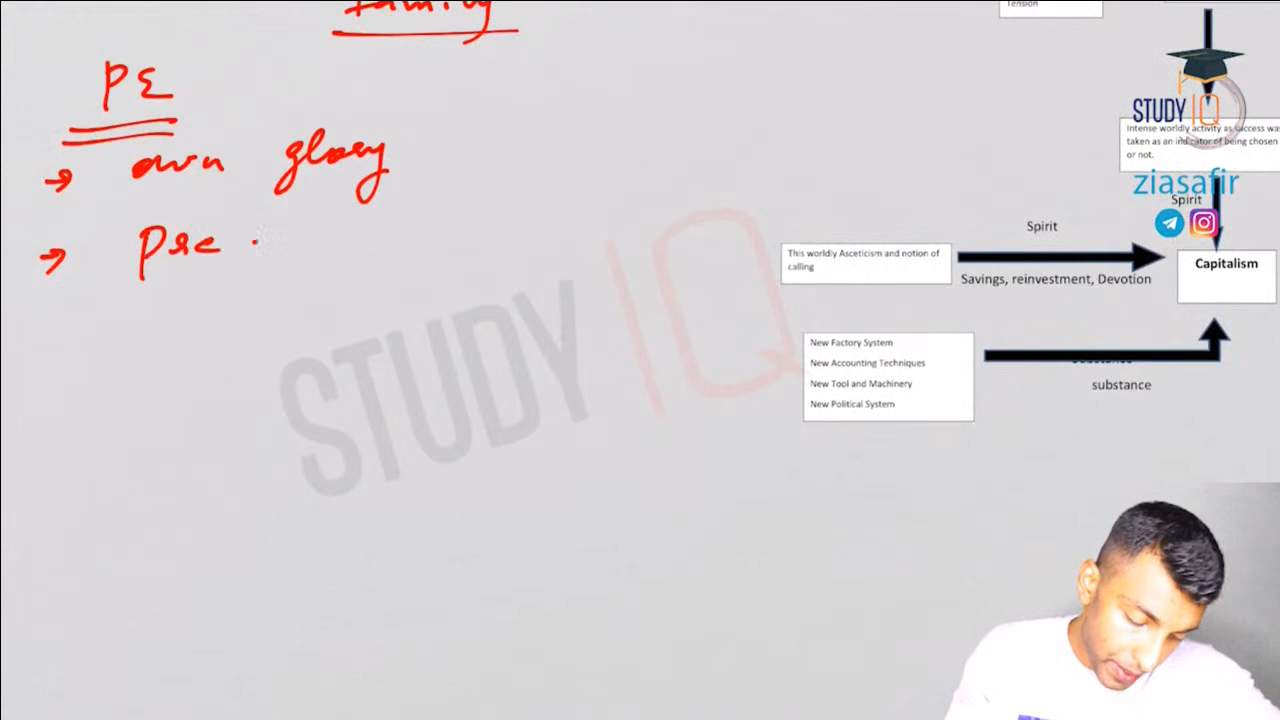 family
PE
→ own glory
→ Pre .
Tension
STUDY IQ
Intense worldly activity as success was
taken as an indicator of being chosen
or not.
ziasafir
Spirit
Spirit
This worldly Asceticism and notion of
calling
Savings, reinvestment, Devotion
Capitalism
New Factory System
New Accounting Techniques
New Tool and Machinery
New Political System
substance
substance
STUDY IQ